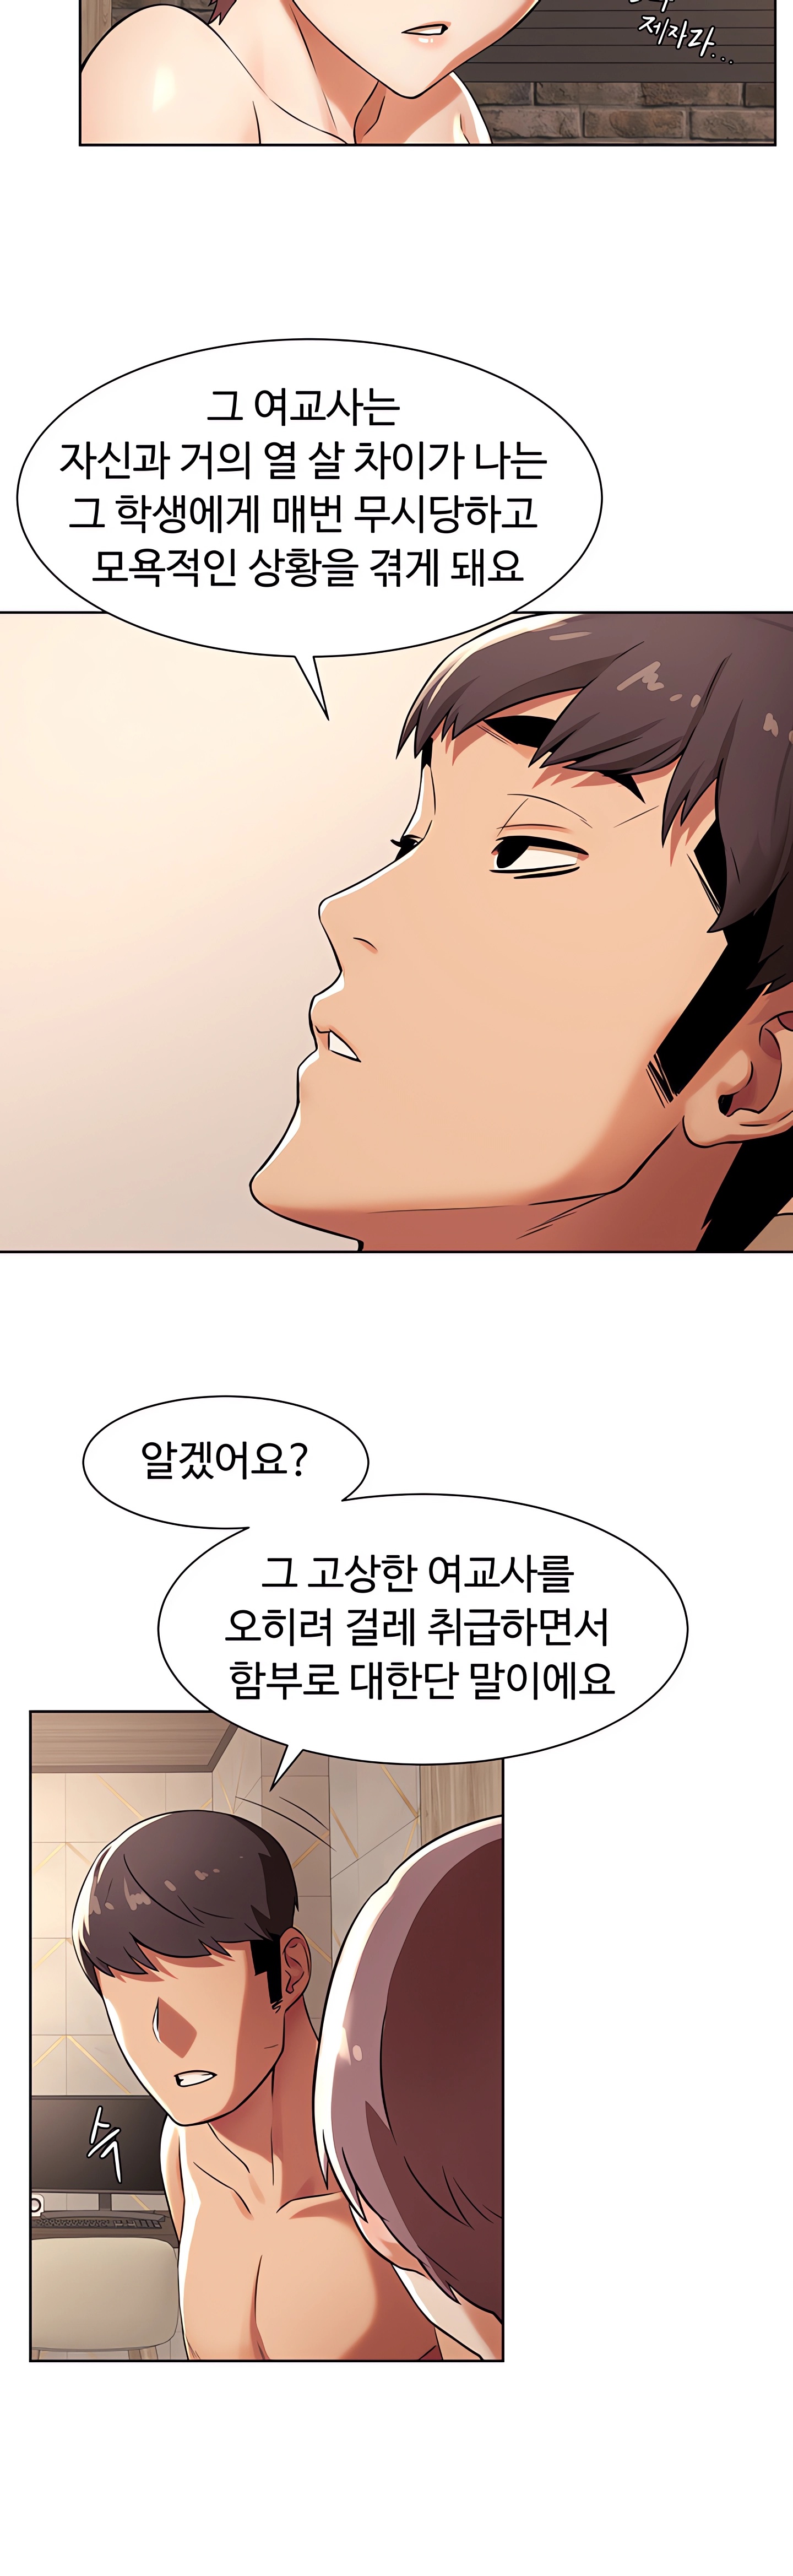 제자라...
그 여교사는
자신과 거의 열 살 차이가 나는
그 학생에게 매번 무시당하고
모욕적인 상황을 겪게 돼요
알겠어요?
그 고상한 여교사를
오히려 걸레 취급하면서
함부로 대한단 말이에요
슥